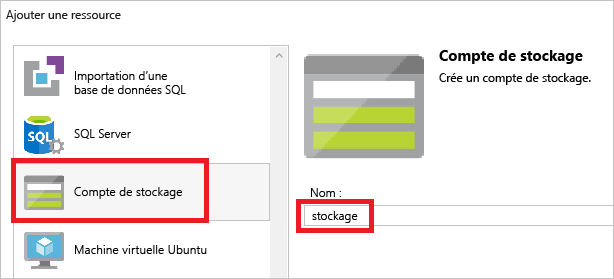 Ajouter une ressource
Importation d'une
base de données SQL
SQL
SQL Server
Compte de stockage
Machine virtuelle Ubuntu
Compte de stockage
Crée un compte de stockage.
Nom :
stockage